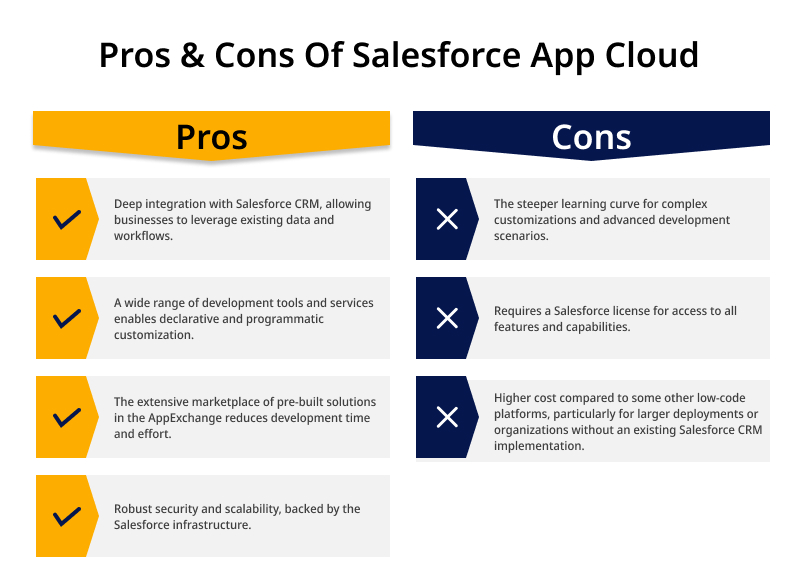 Pros & Cons Of Salesforce App Cloud
Pros
Deep integration with Salesforce CRM, allowing
businesses to leverage existing data and
workflows.
A wide range of development tools and services
enables declarative and programmatic
customization.
The extensive marketplace of pre-built solutions
in the AppExchange reduces development time
and effort.
Robust security and scalability, backed by the
Salesforce infrastructure.
Cons
The steeper learning curve for complex
customizations and advanced development
scenarios.
Requires a Salesforce license for access to all
features and capabilities.
Higher cost compared to some other low-code
platforms, particularly for larger deployments or
organizations without an existing Salesforce CRM
implementation.